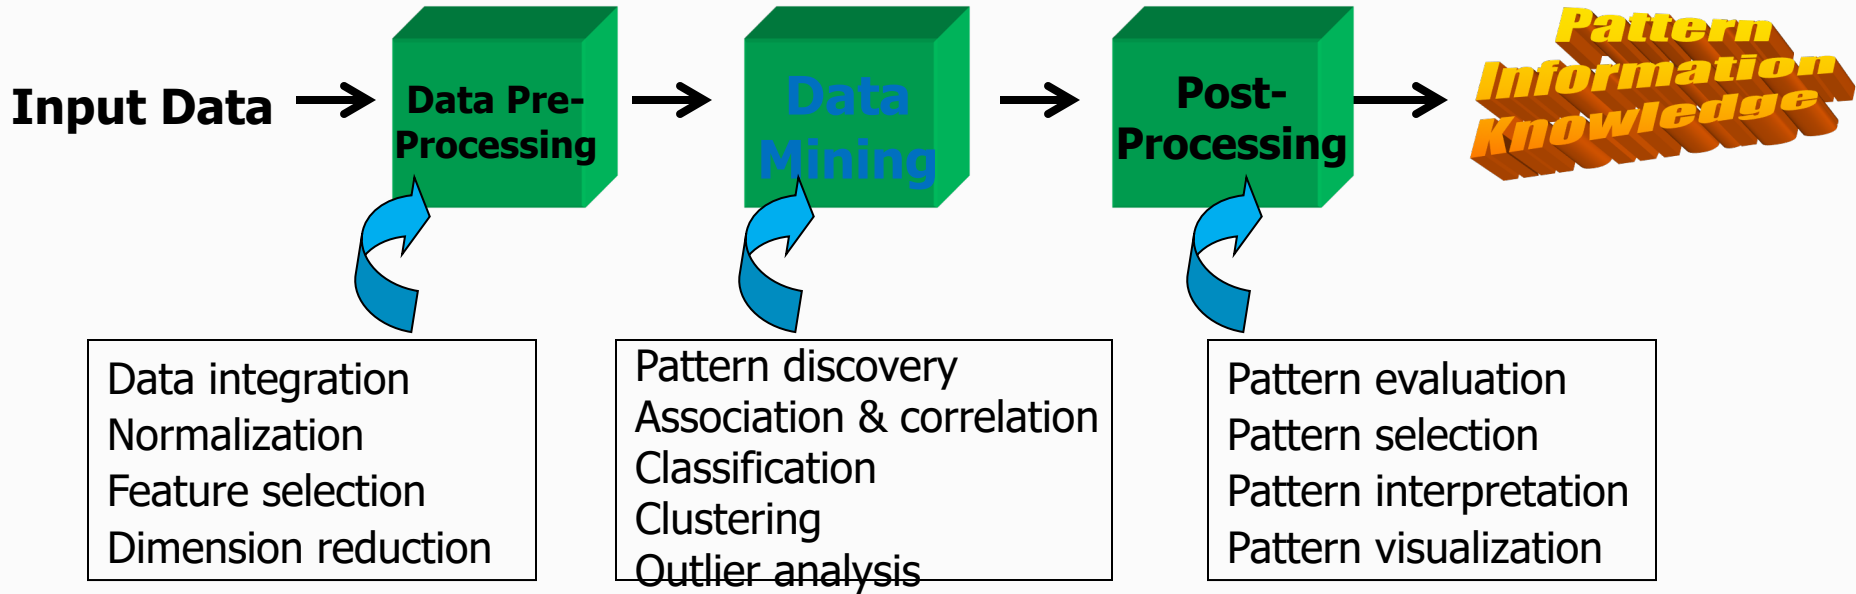 Input Data
Data Pre-
Processing
Data
Mining
Post-
Processing
Pattern
Information
Knowledge
Data integration
Normalization
Feature selection
Dimension reduction
Pattern discovery
Association & correlation
Classification
Clustering
Outlier analysis
Pattern evaluation
Pattern selection
Pattern interpretation
Pattern visualization